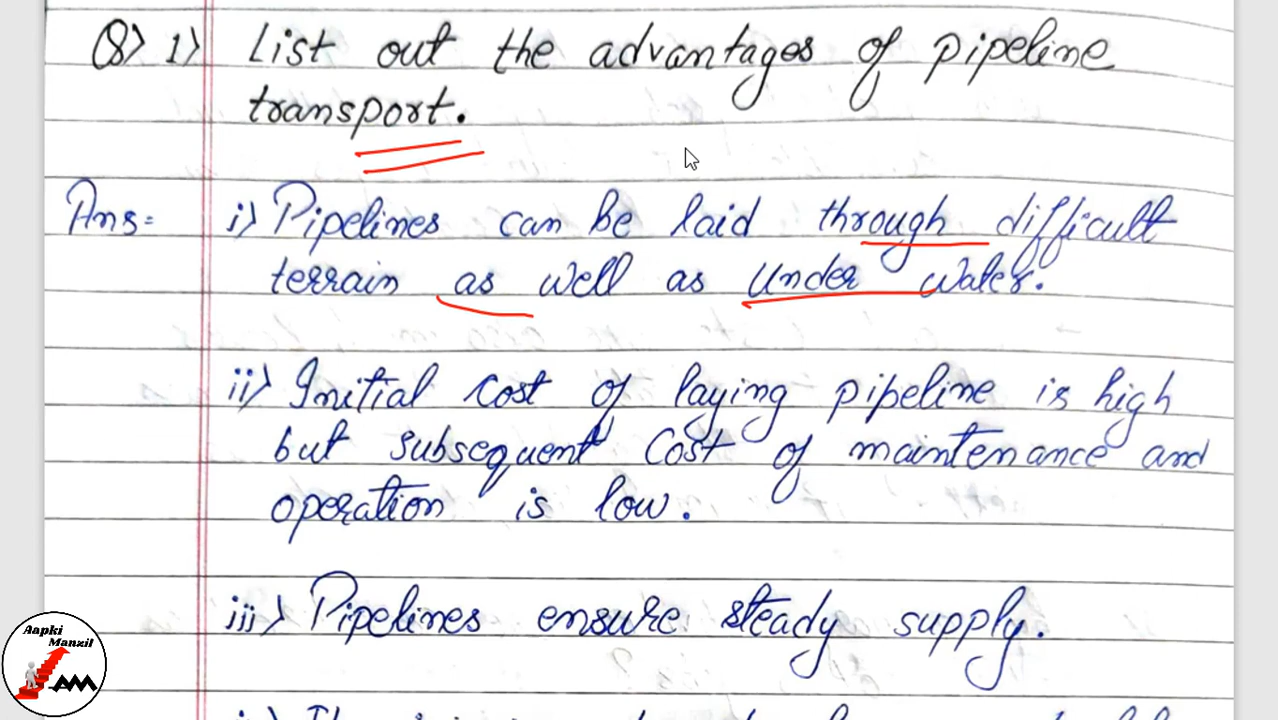 Q> 1> List out the advantages of pipeline
transport.
Ans= i> Pipelines can be laid through difficult
terrain as well as Under Water.
ii> Initial cost of laying pipeline is high
but subsequent Cost of maintenance and
operation is low.
iii> Pipelines ensure steady supply.
Aapki
Manzil
AM